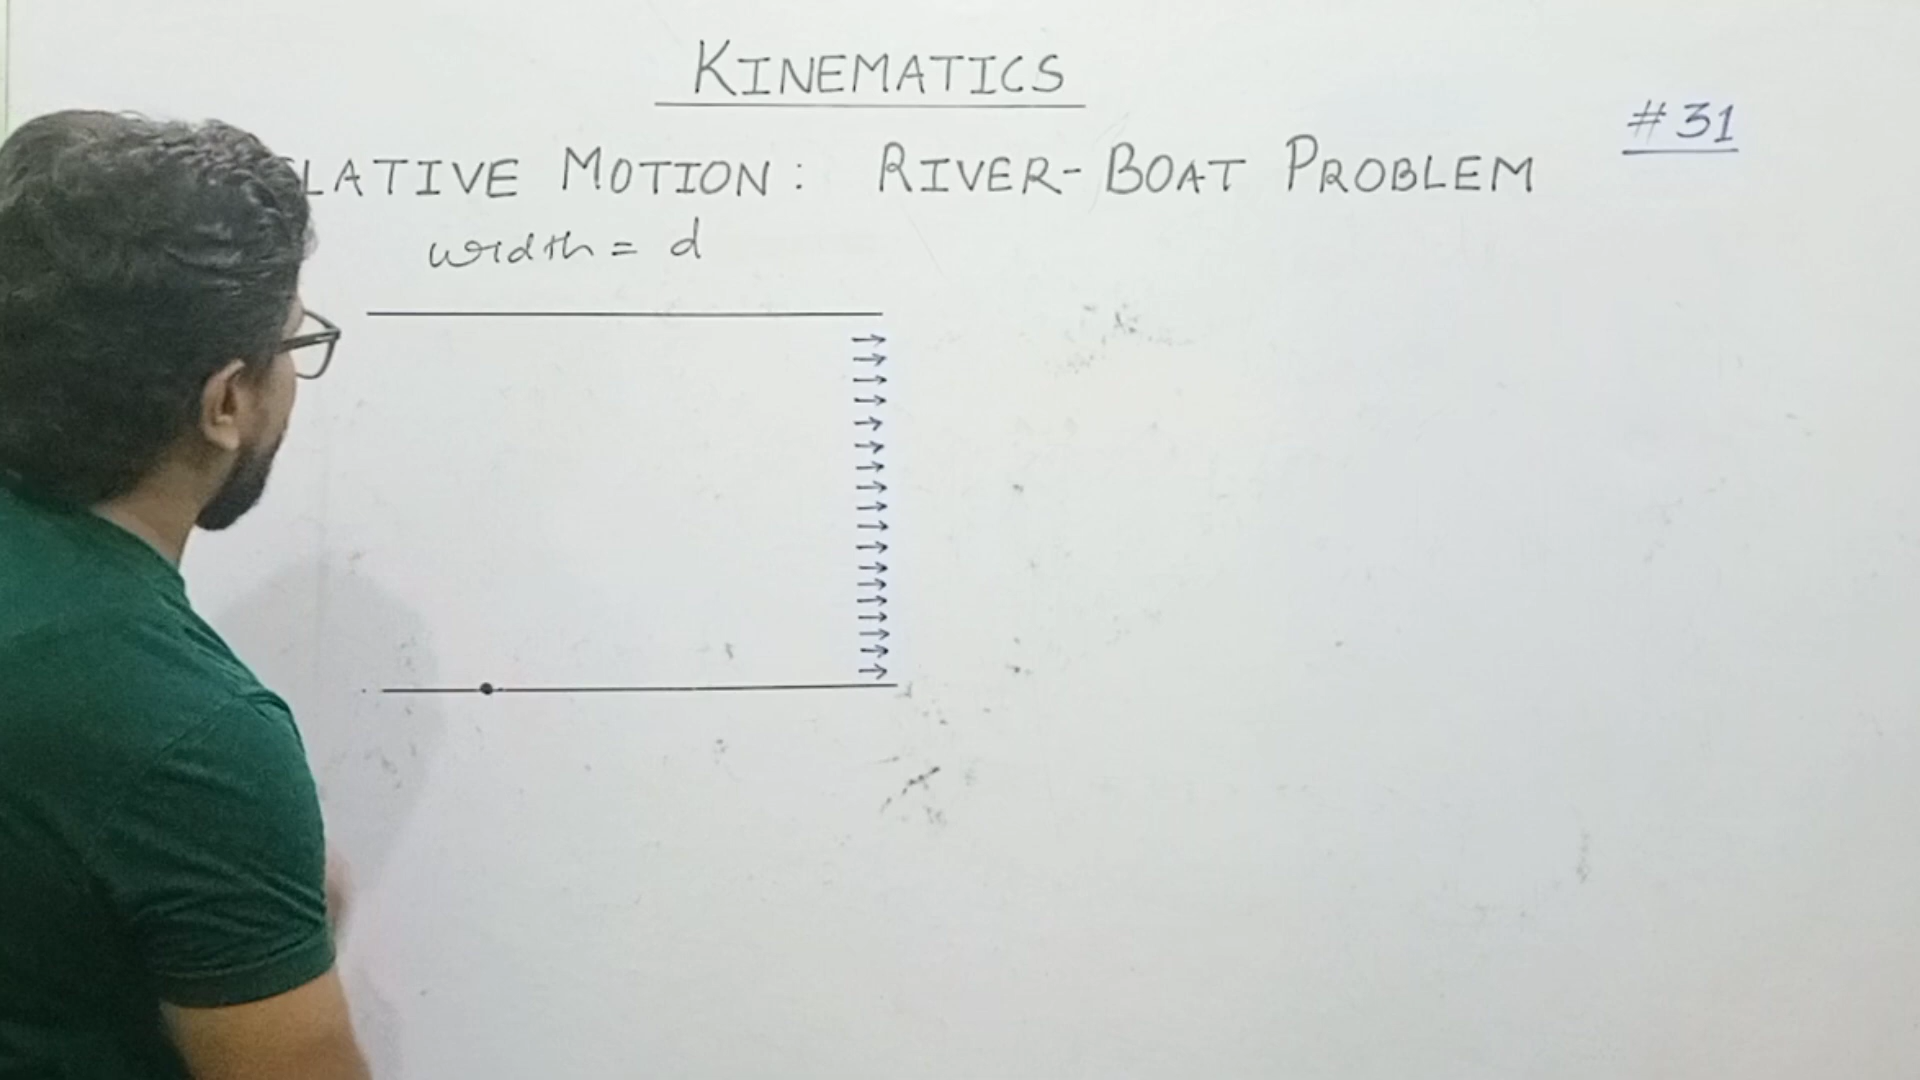 KINEMATICS
#31
LATIVE MOTION: RIVER-BOAT PROBLEM
width = d